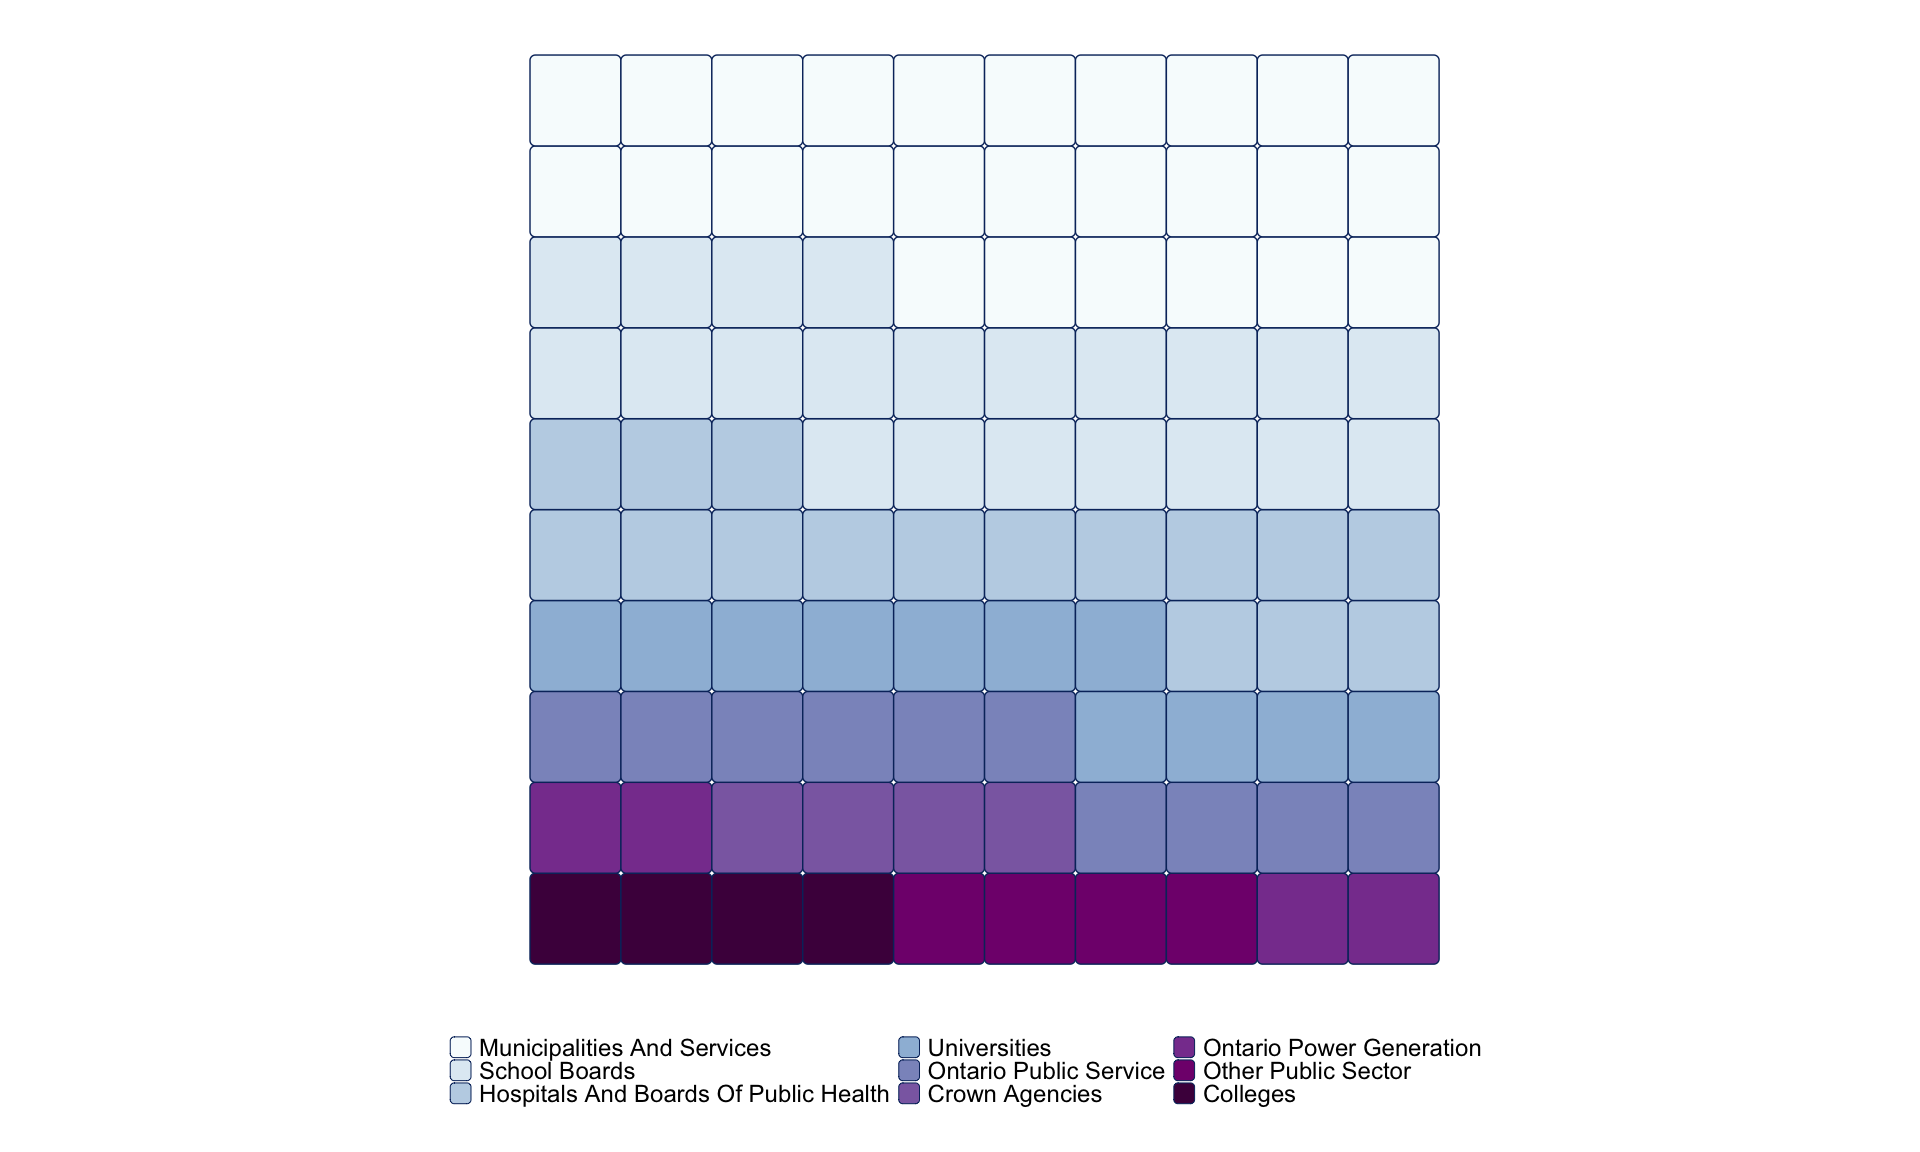 Municipalities And Services
School Boards
Hospitals And Boards Of Public Health
Universities
Ontario Public Service
Crown Agencies
Ontario Power Generation
Other Public Sector
Colleges